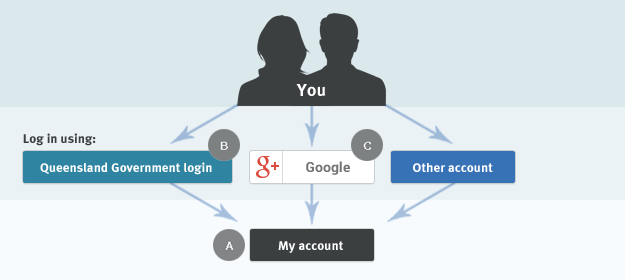 You
Log in using:
B
C
Queensland Government login
g+ Google
Other account
A
My account